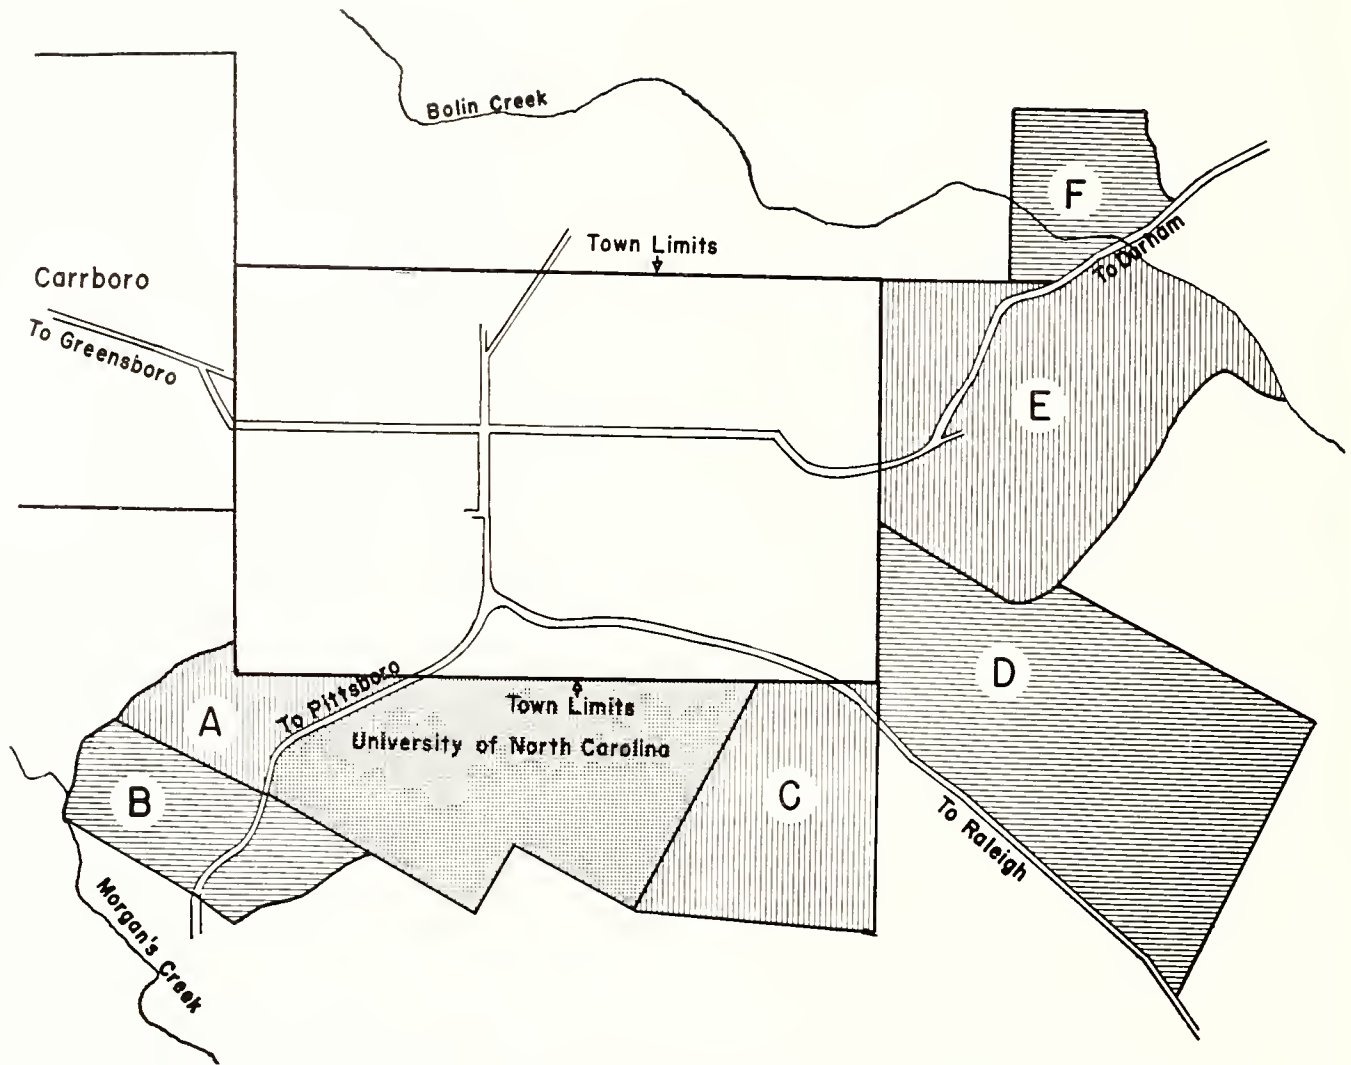 Bolin Creek
F
Town Limits
To Durham
Carrboro
To Greensboro
E
D
To Pittsboro
Town Limits
A
University of North Carolina
B
C
To Raleigh
Morgan's Creek